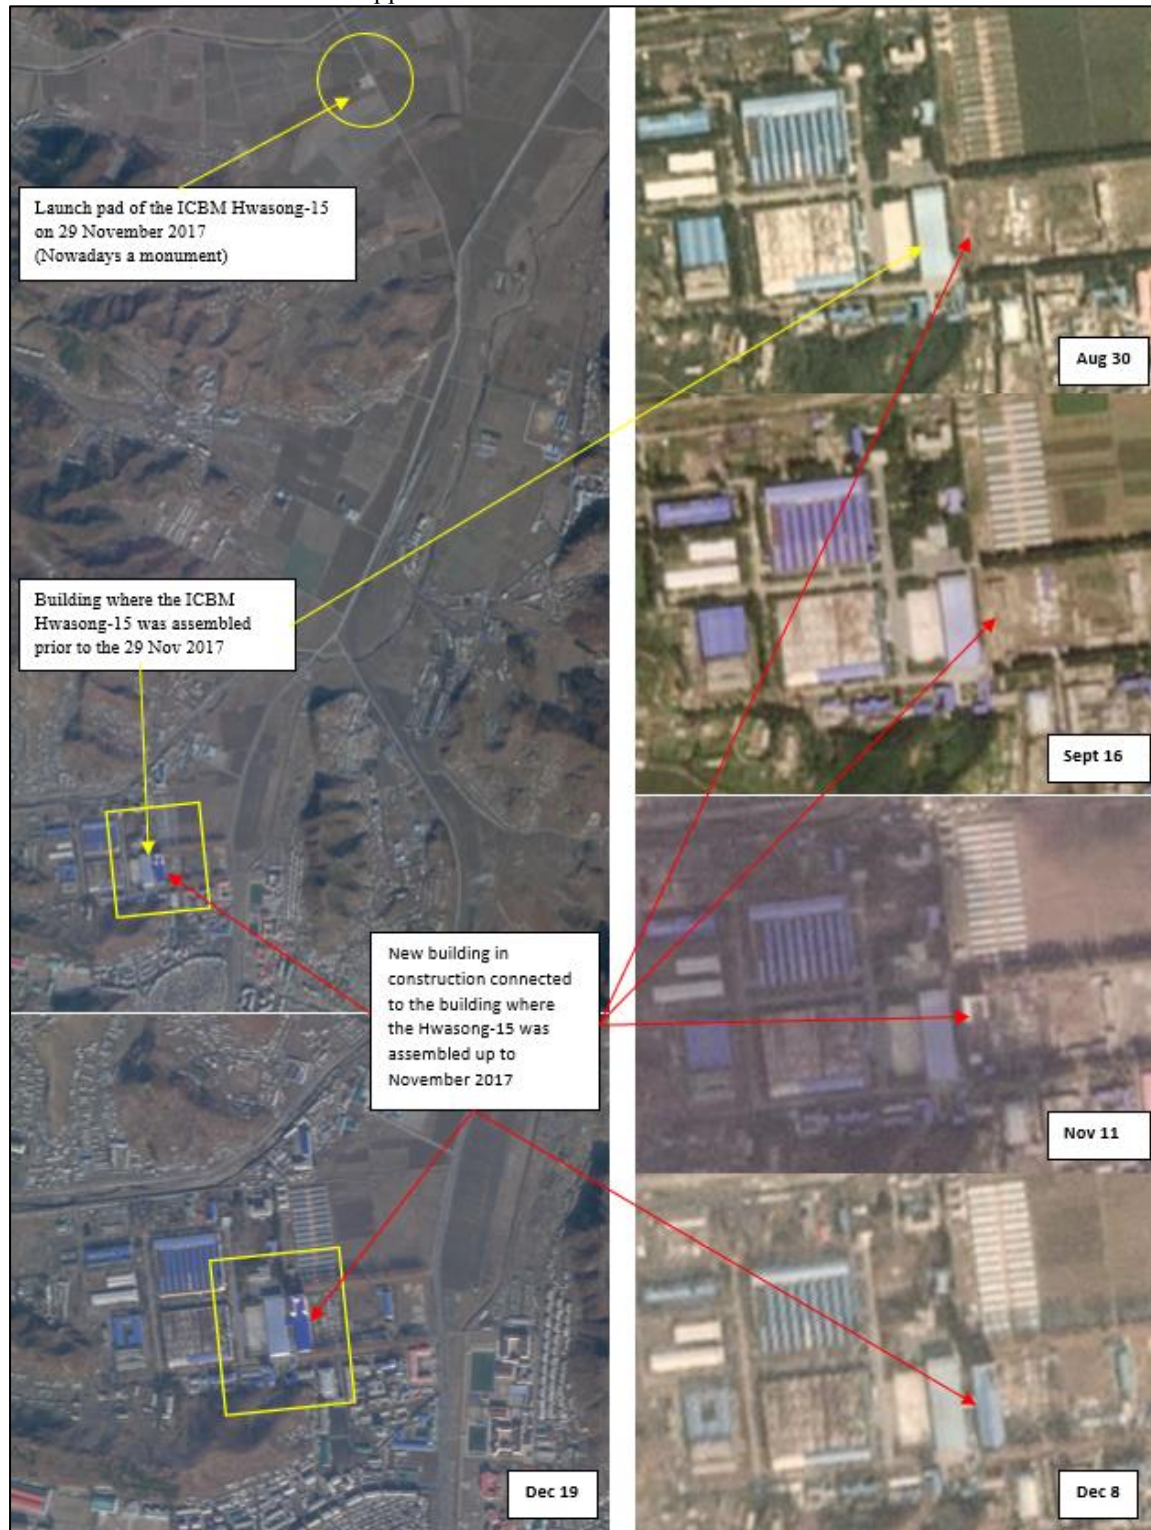 Launch pad of the ICBM Hwasong-15
on 29 November 2017
(Nowadays a monument)
Building where the ICBM
Hwasong-15 was assembled
prior to the 29 Nov 2017
New building in
construction connected
to the building where
the Hwasong-15 was
assembled up to
November 2017
Dec 19
Aug 30
Sept 16
Nov 11
Dec 8